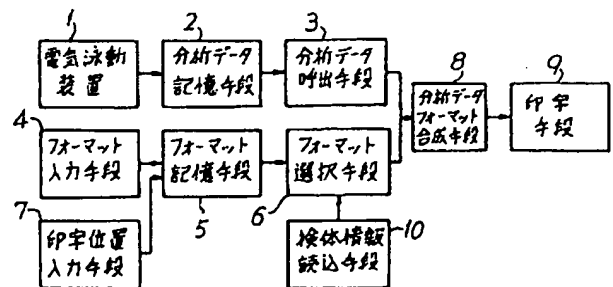 1
電気泳動
装置
2
分析データ
記憶手段
3
分析データ
呼出手段
4
フォーマット
入力手段
フォーマット
記憶手段
5
フォーマット
選択手段
6
7
印字位置
入力手段
検体情報
読込手段
10
8
分析データ
フォーマット
合成手段
9
印字
手段